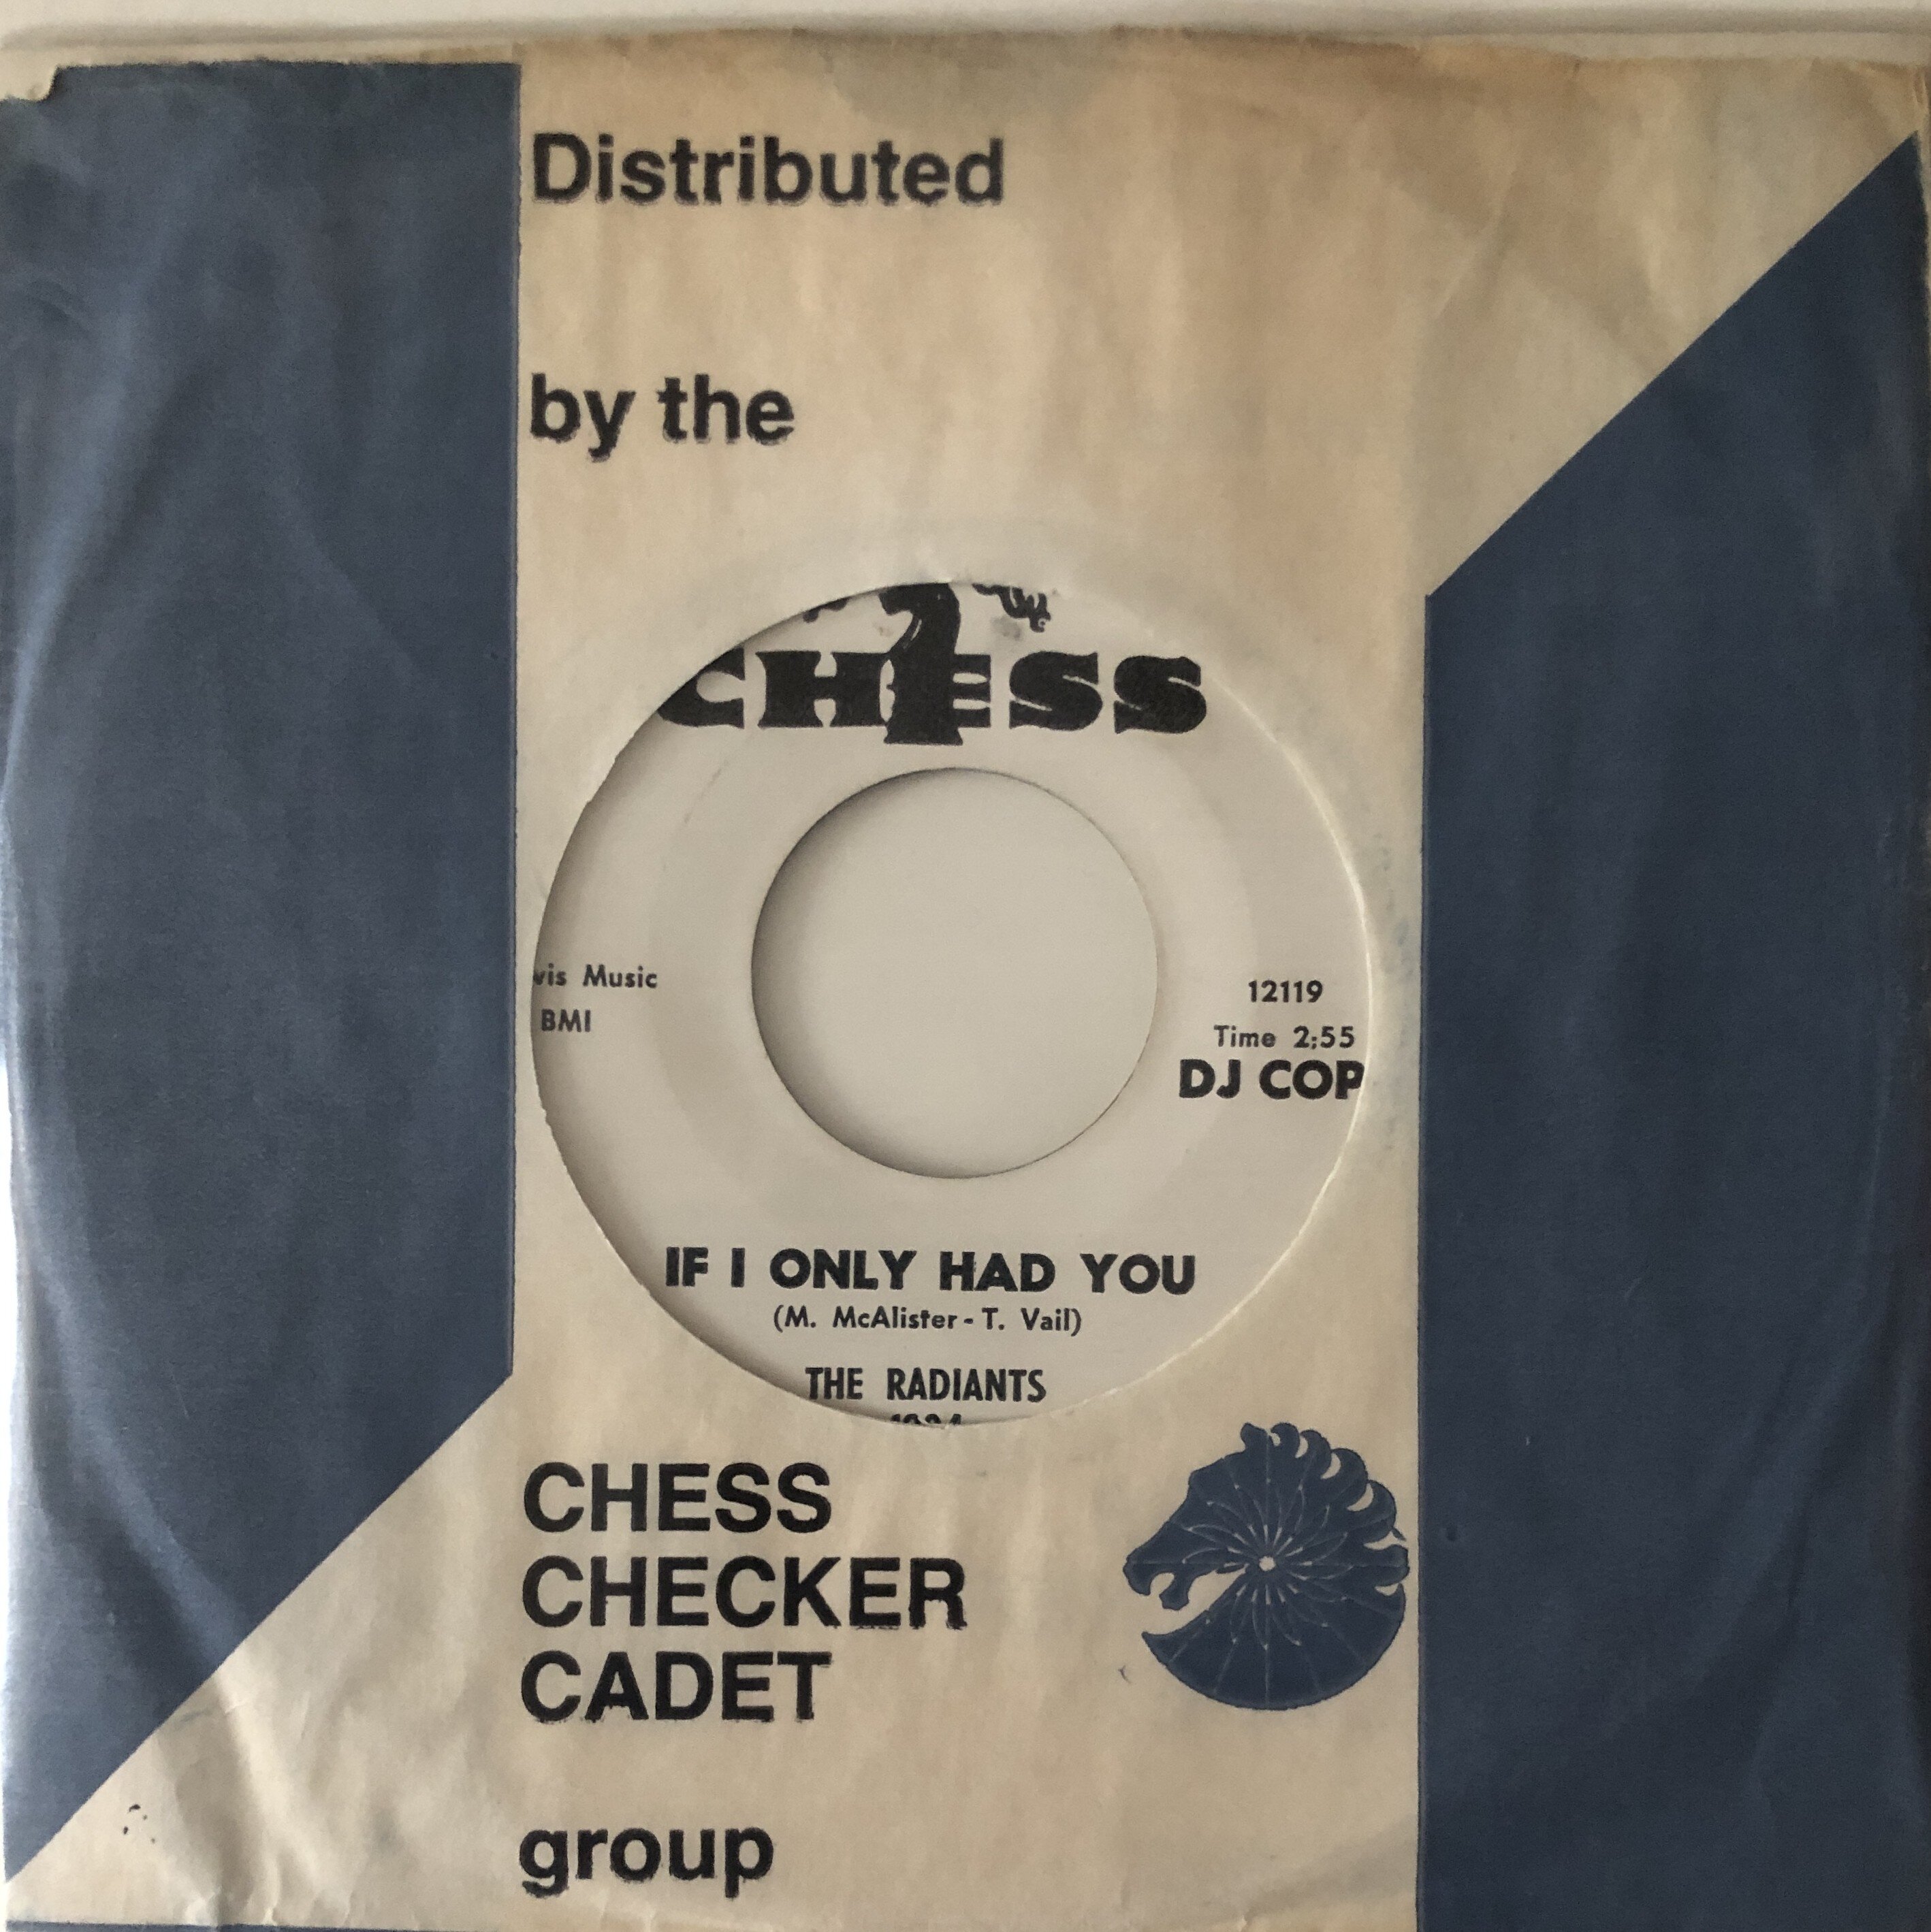 Distributed
by the
CHESS
Music
BMI
12119
Time 2:55
DJ COP
IF I ONLY HAD YOU
(M. McAlister - T. Vail)
THE RADIANTS
CHESS
CHECKER
CADET
group